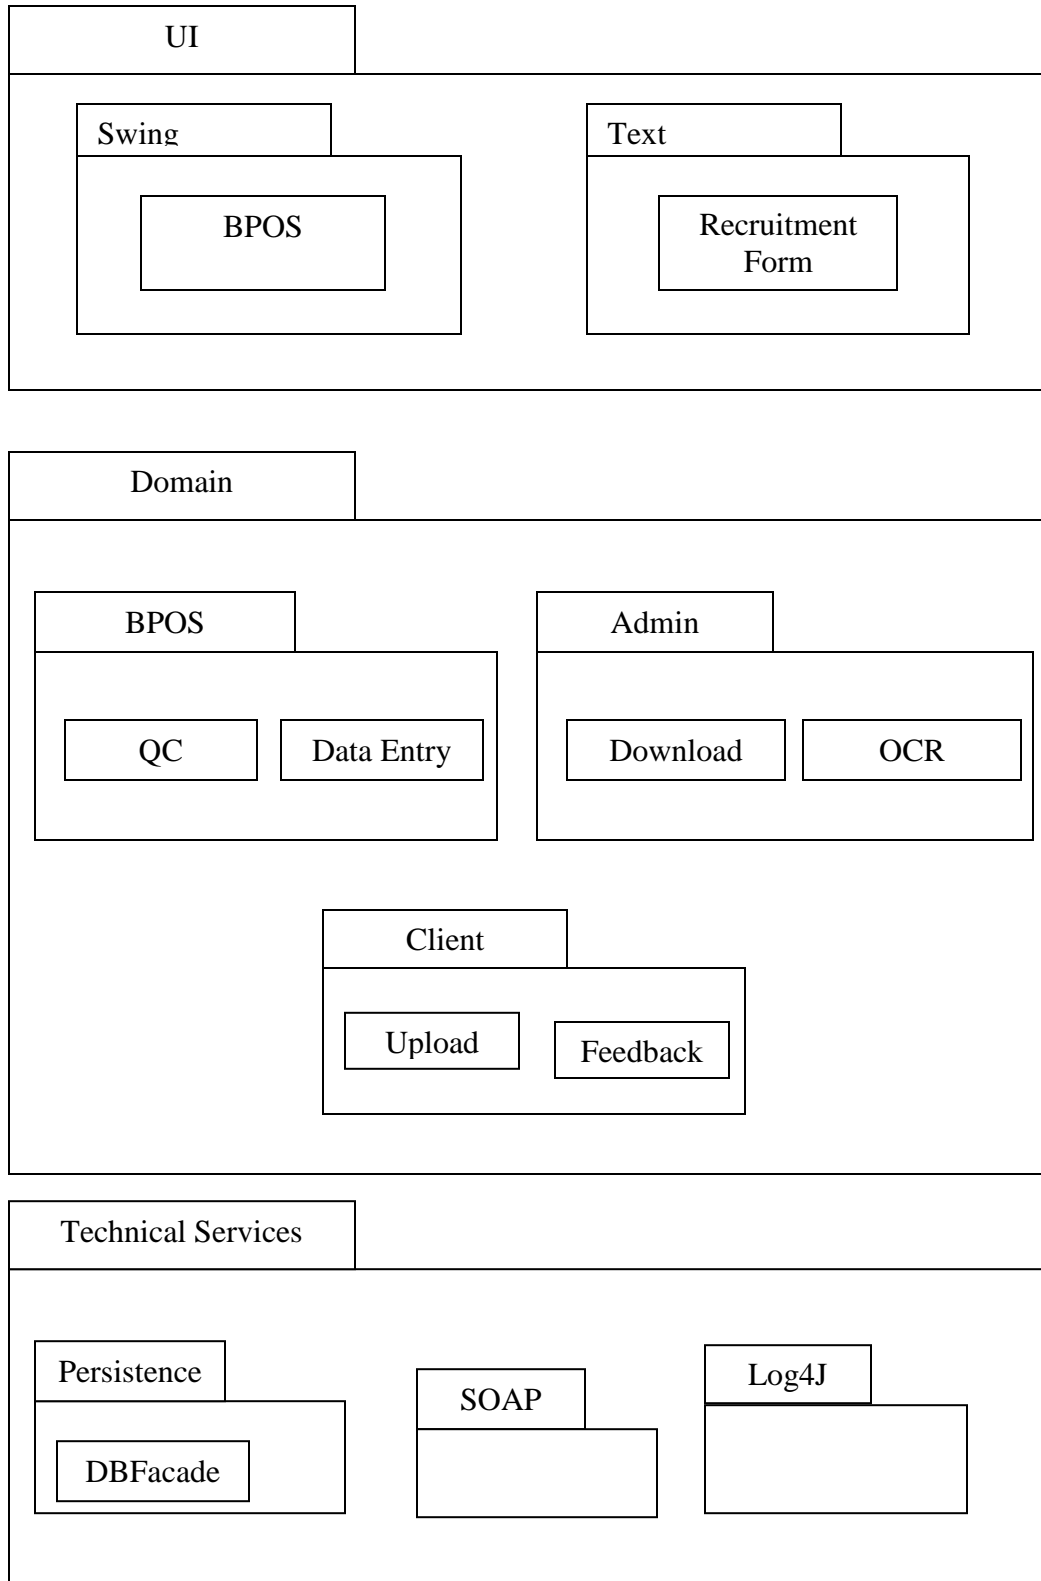 UI
Swing
Text
BPOS
Recruitment
Form
Domain
BPOS
Admin
QC
Data Entry
Download
OCR
Client
Upload
Feedback
Technical Services
Persistence
SOAP
Log4J
DBFacade